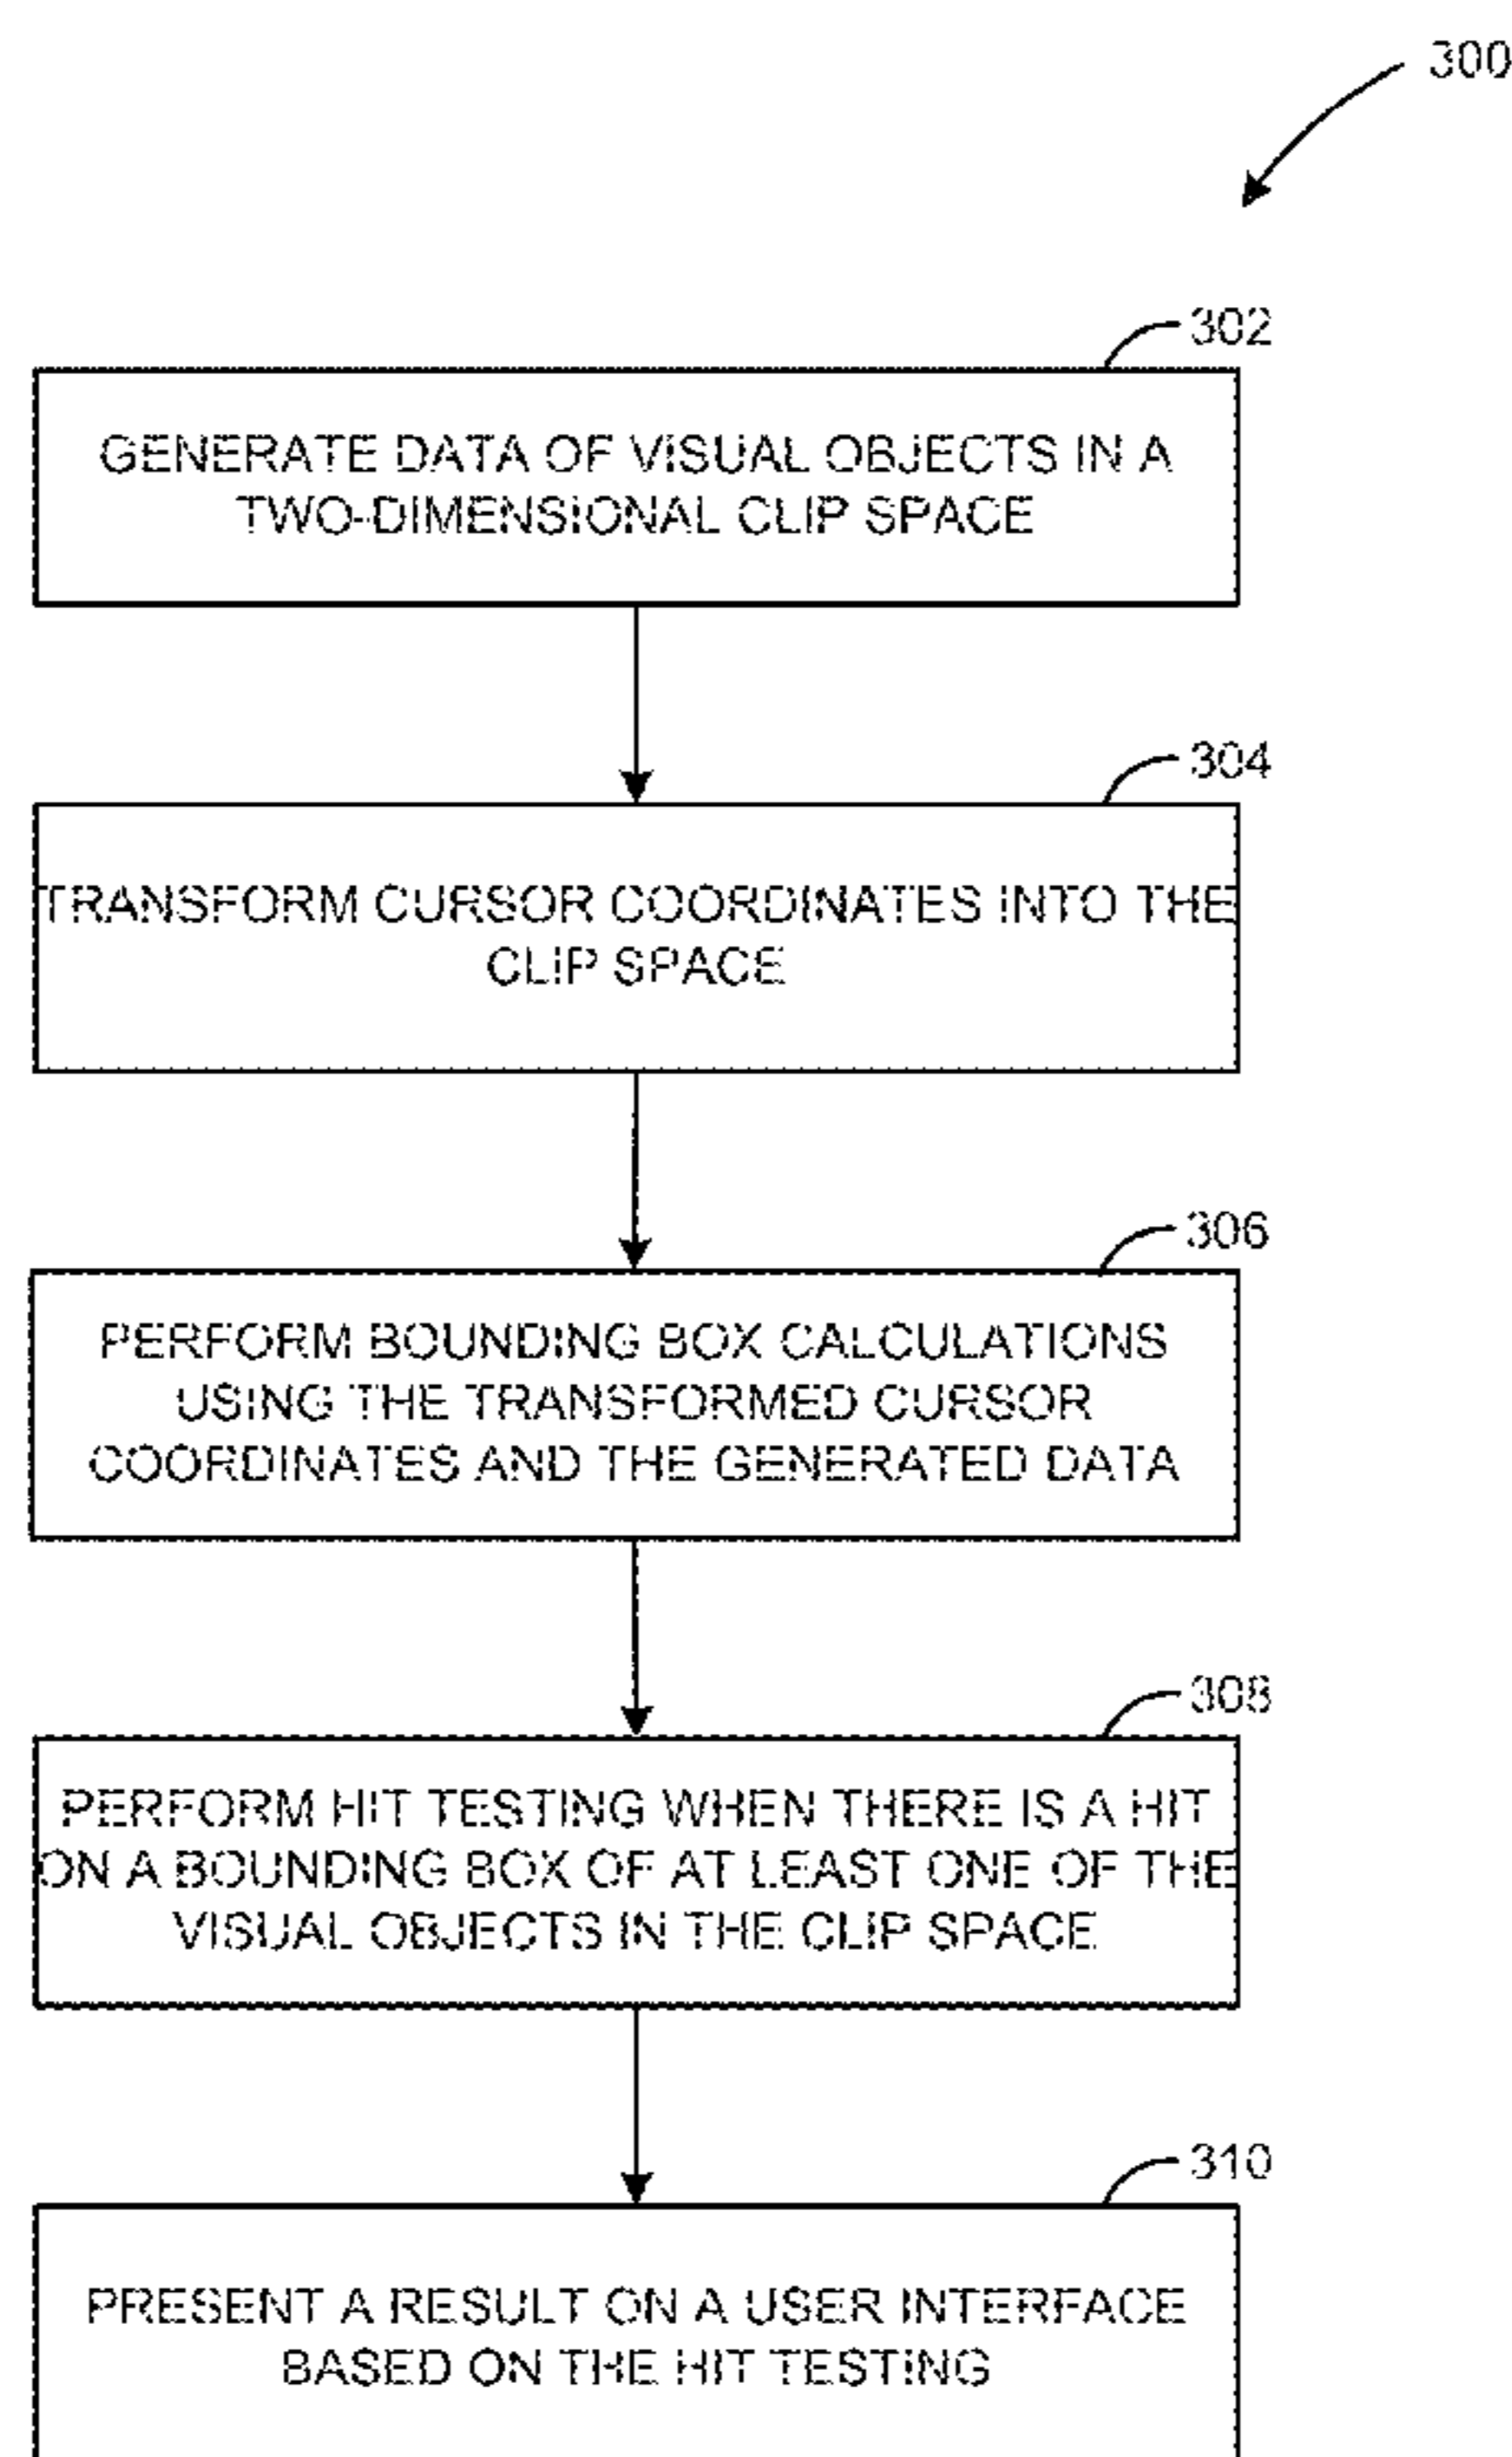 300
302
GENERATE DATA OF VISUAL OBJECTS IN A
TWO-DIMENSIONAL CLIP SPACE
304
TRANSFORM CURSOR COORDINATES INTO THE
CLIP SPACE
306
PERFORM BOUNDING BOX CALCULATIONS
USING THE TRANSFORMED CURSOR
COORDINATES AND THE GENERATED DATA
308
PERFORM HIT TESTING WHEN THERE IS A HIT
ON A BOUNDING BOX OF AT LEAST ONE OF THE
VISUAL OBJECTS IN THE CLIP SPACE
310
PRESENT A RESULT ON A USER INTERFACE
BASED ON THE HIT TESTING